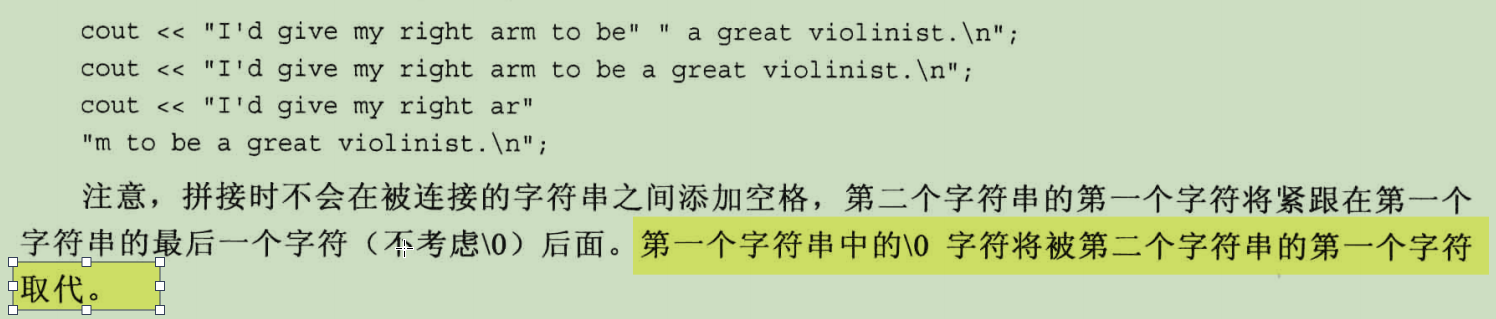 cout << "I'd give my right arm to be" " a great violinist.\n";
cout << "I'd give my right arm to be a great violinist.\n";
cout << "I'd give my right ar"
"m to be a great violinist.\n";
注意，拼接时不会在被连接的字符串之间添加空格，第二个字符串的第一个字符将紧跟在第一个
字符串的最后一个字符（不考虑\0）后面。第一个字符串中的\0 字符将被第二个字符串的第一个字符
取代。